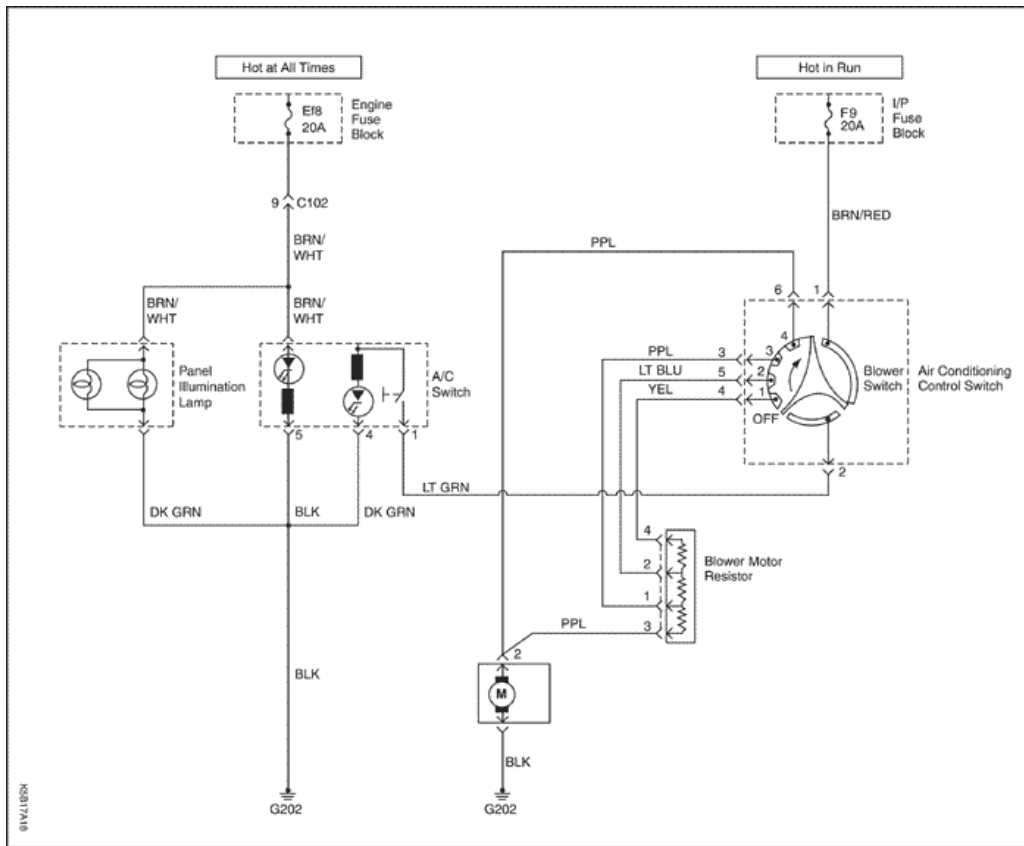 Hot at All Times
Hot in Run
Ef8
20A
Engine
Fuse
Block
F9
20A
I/P
Fuse
Block
9
C102
BRN/RED
BRN/
WHT
PPL
6
1
BRN/
WHT
BRN/
WHT
4
PPL
3
3
LT BLU
5
2
YEL
4
1
OFF
Blower
Switch
Air Conditioning
Control Switch
Panel
Illumination
Lamp
A/C
Switch
5
4
1
2
LT GRN
DK GRN
BLK
DK GRN
4
2
1
3
Blower Motor
Resistor
PPL
2
M
BLK
BLK
G202
G202
K5B17A18